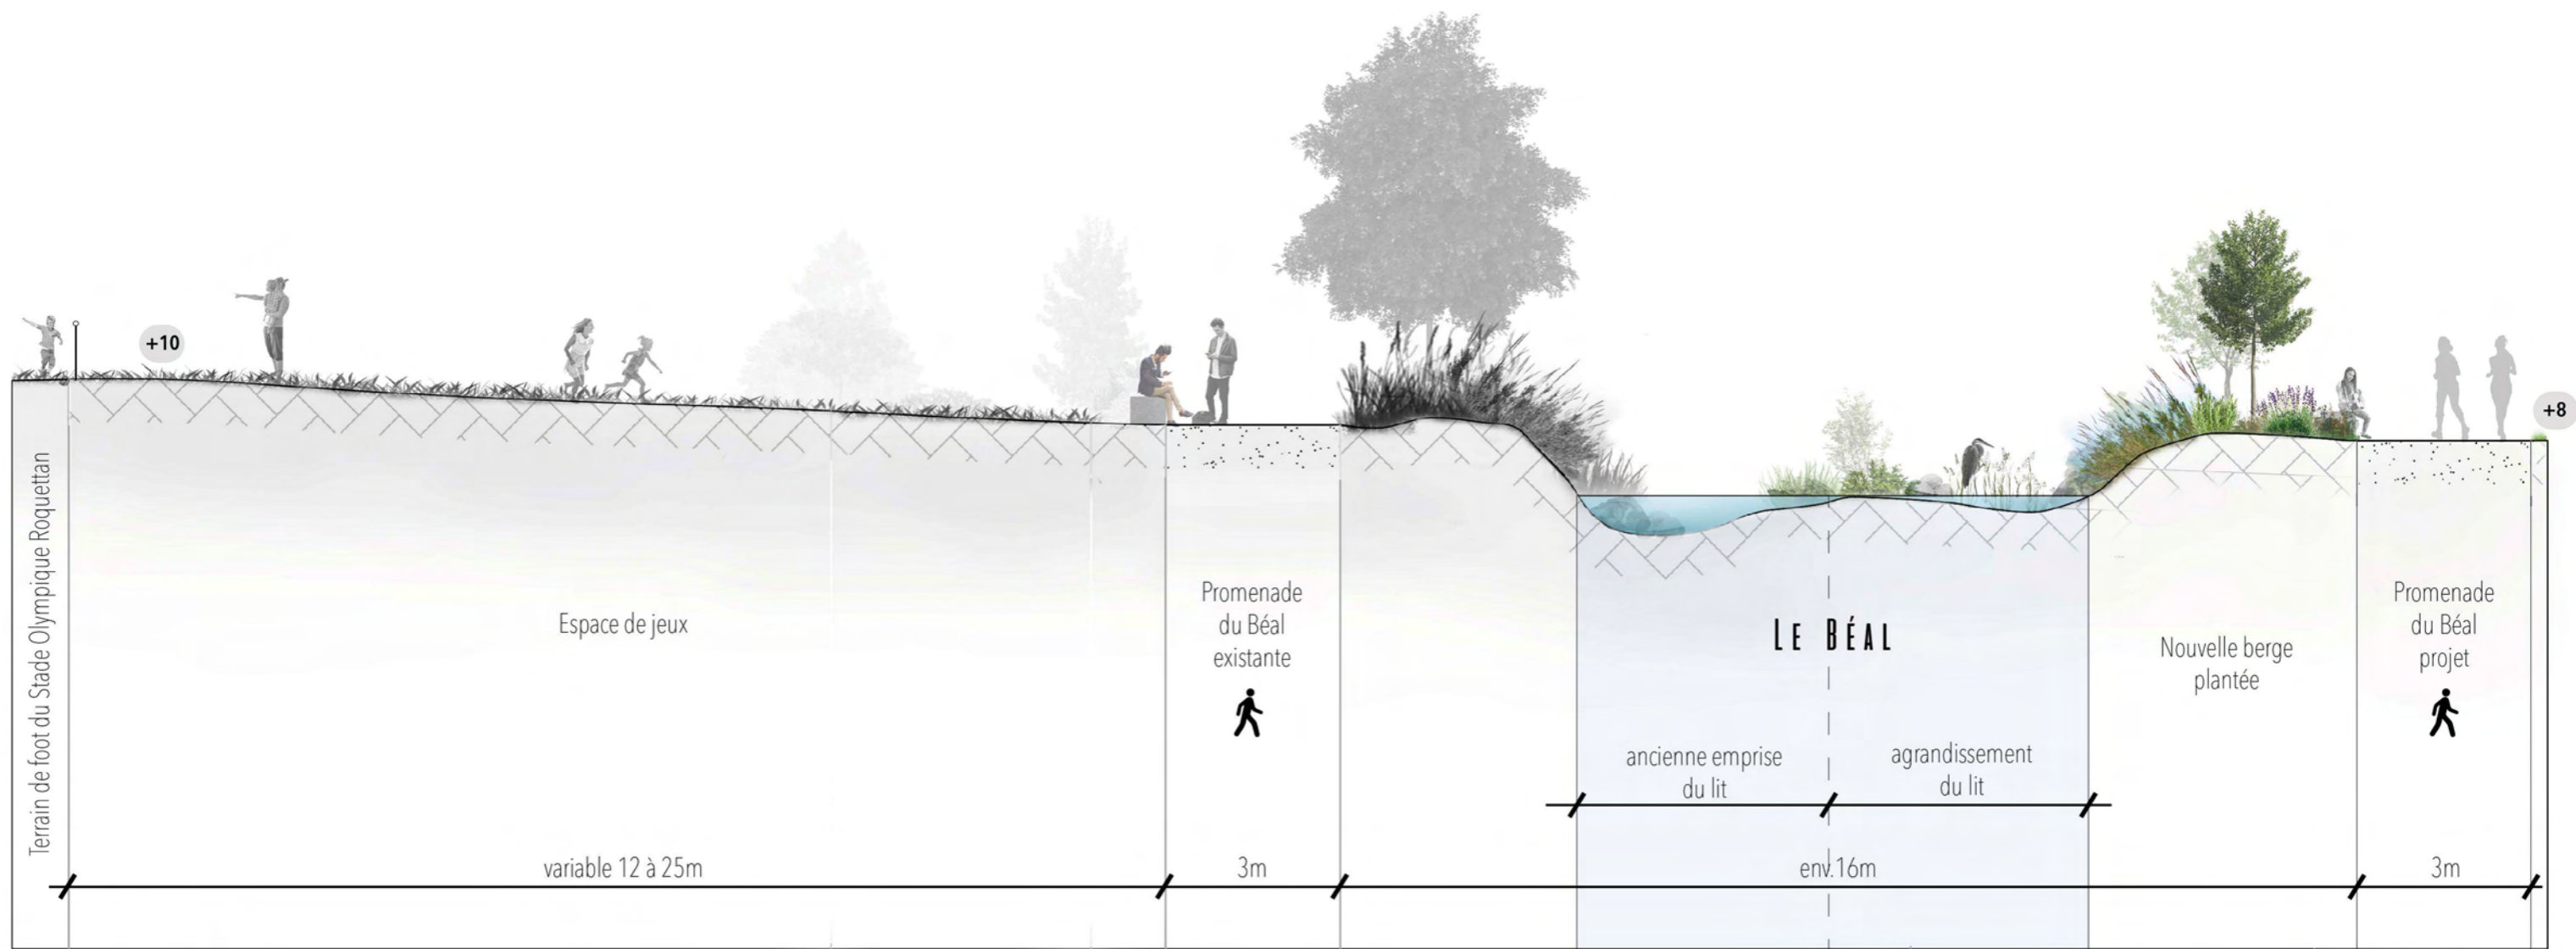 +10
+8
Terrain de foot du Stade Olympique Roquettan
Espace de jeux
Promenade
du Béal
existante
LE BÉAL
Nouvelle berge
plantée
Promenade
du Béal
projet
ancienne emprise
du lit
agrandissement
du lit
variable 12 à 25m
3m
env.16m
3m